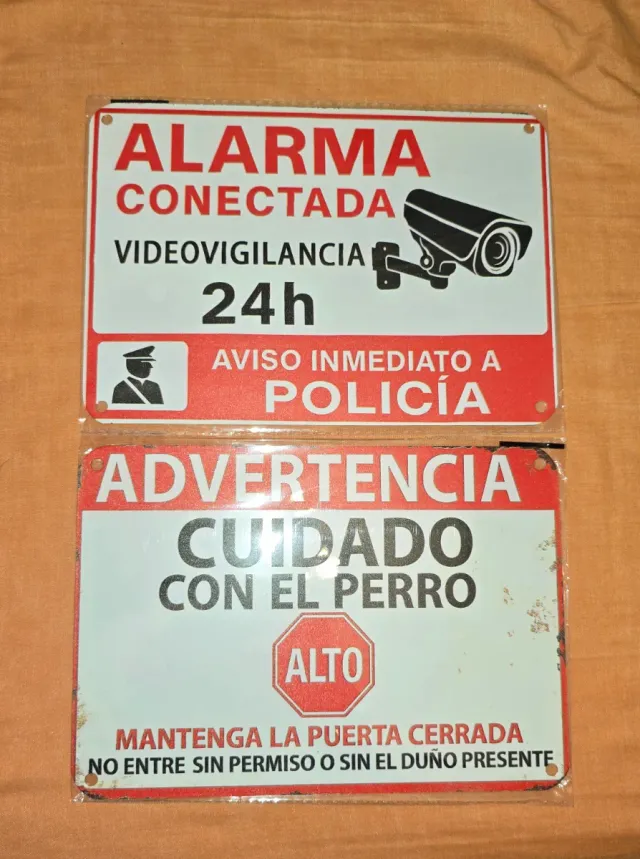 ALARMA
CONECTADA
VIDEOVIGILANCIA
24h
AVISO INMEDIATO A
POLICÍA
ADVERTENCIA
CUIDADO
CON EL PERRO
ALTO
MANTENGA LA PUERTA CERRADA
NO ENTRE SIN PERMISO O SIN EL DUÑO PRESENTE